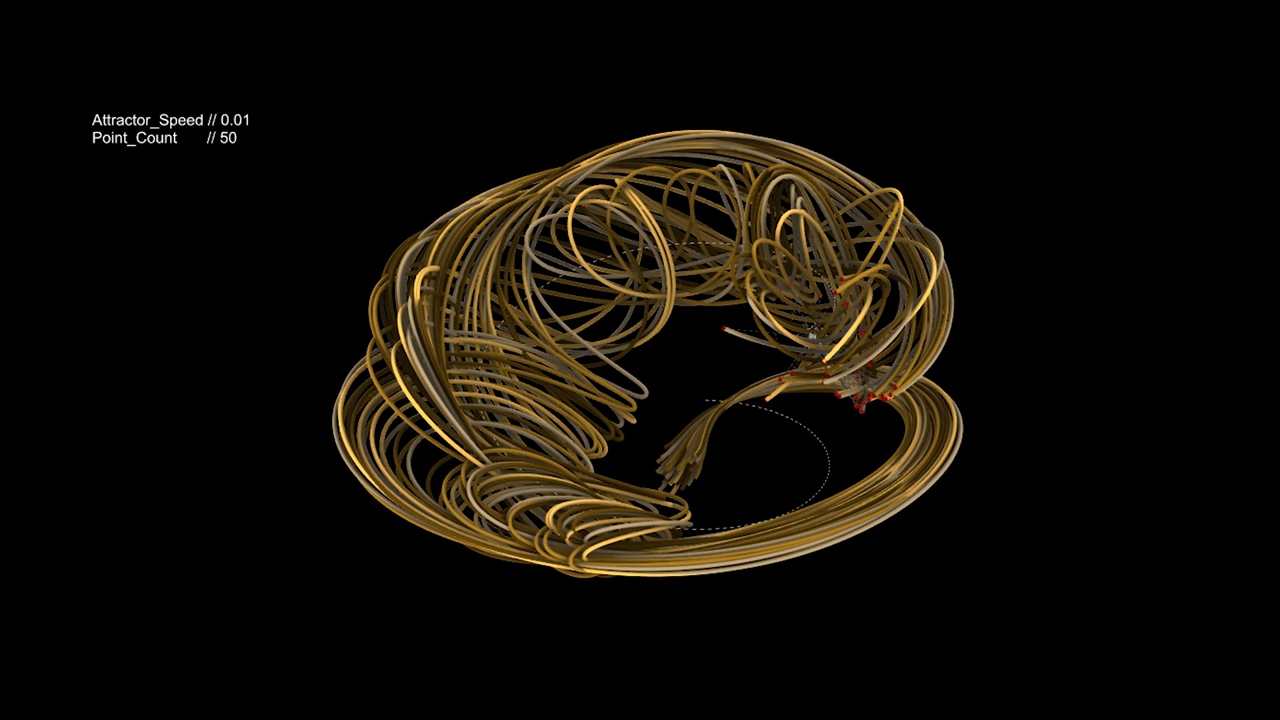 Attractor_Speed // 0.01
Point_Count // 50